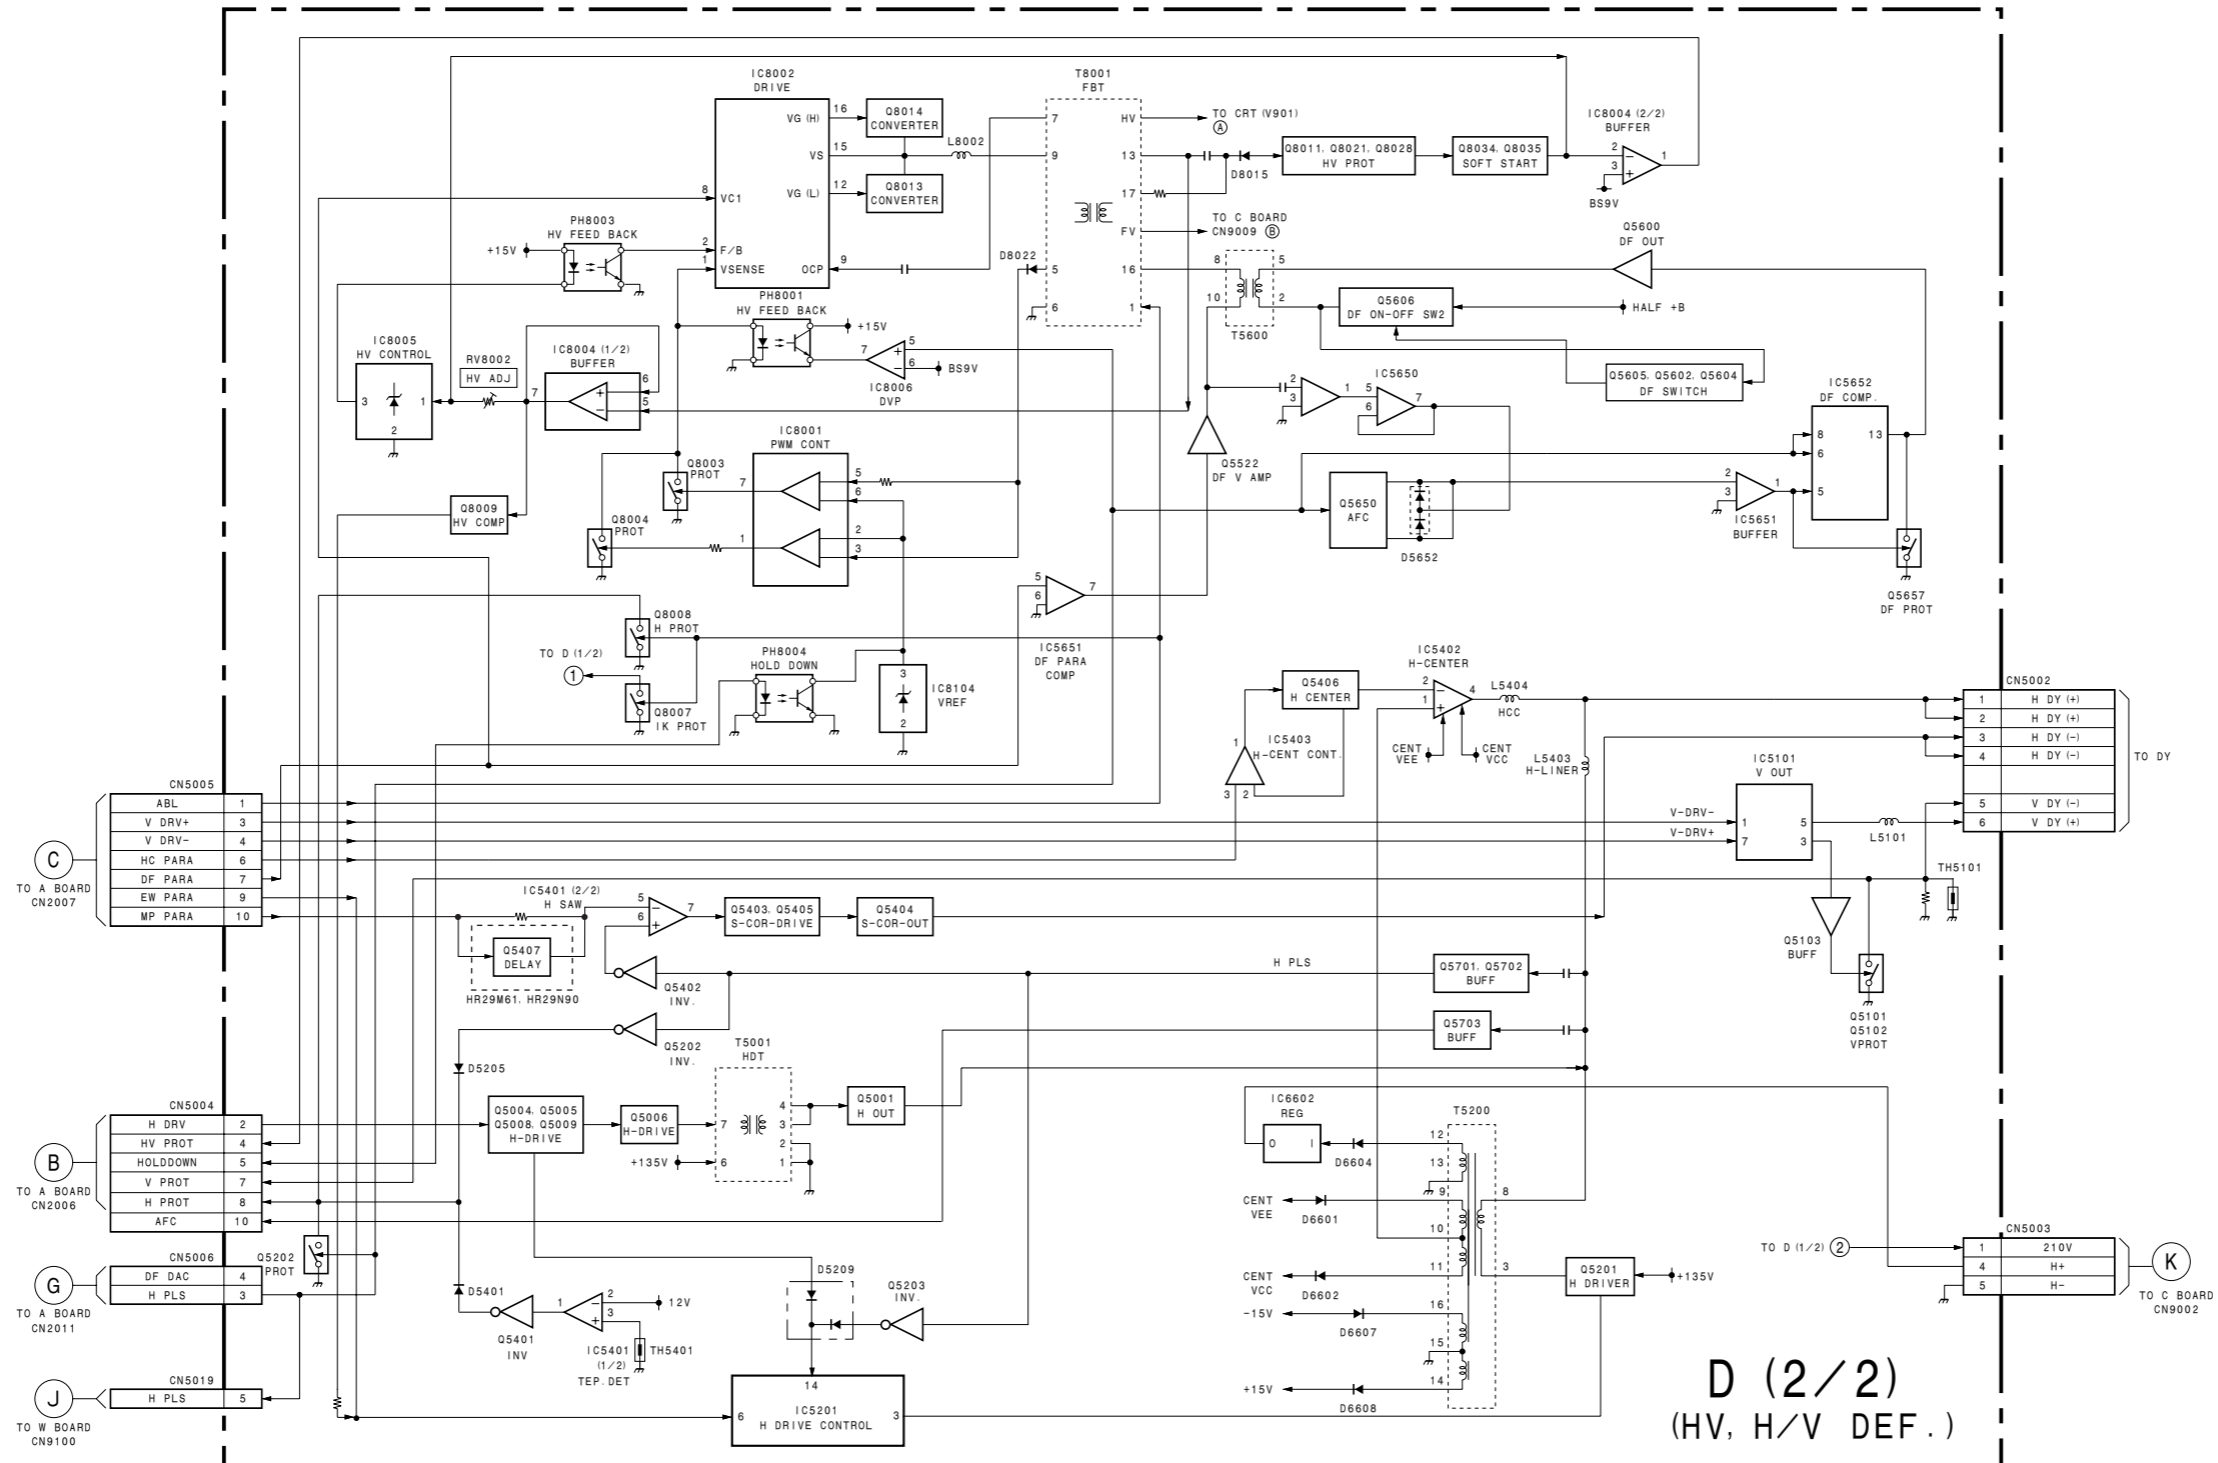 IC8002
DRIVE
16
VG (H)
Q8014
CONVERTER
15
VS
L8002
12
VG (L)
Q8013
CONVERTER
8
VC1
2
F/B
1
VSENSE
OCP
9
T8001
FBT
7
HV
9
13
17
FV
5
16
6
1
TO CRT (V901)
A
Q8011, Q8021, Q8028
HV PROT
Q8034, Q8035
SOFT START
D8015
IC8004 (2/2)
BUFFER
2
3
1
BS9V
TO C BOARD
CN9009 B
PH8003
HV FEED BACK
+15V
D8022
8
5
10
2
T5600
Q5600
DF OUT
Q5606
DF ON-OFF SW2
HALF +B
PH8001
HV FEED BACK
+15V
7
5
6
BS9V
IC8006
DVP
IC8005
HV CONTROL
3
1
2
RV8002
HV ADJ
IC8004 (1/2)
BUFFER
7
6
5
Q5605, Q5602, Q5604
DF SWITCH
2
3
1
IC5650
5
6
7
IC5652
DF COMP.
8
6
5
13
Q5522
DF V AMP
IC8001
PWM CONT
7
5
6
1
2
3
Q8003
PROT
Q8004
PROT
Q8009
HV COMP
Q5650
AFC
D5652
2
3
1
IC5651
BUFFER
Q5657
DF PROT
5
6
7
IC5651
DF PARA
COMP
Q8008
H PROT
TO D (1/2)
1
Q8007
IK PROT
PH8004
HOLD DOWN
3
2
IC8104
VREF
Q5406
H CENTER
IC5402
H-CENTER
2
1
4
L5404
HCC
CENT
VEE
CENT
VCC
L5403
H-LINER
1
3
2
IC5403
H-CENT CONT.
CN5002
1 H DY (+)
2 H DY (+)
3 H DY (-)
4 H DY (-)
5 V DY (-)
6 V DY (+)
TO DY
IC5101
V OUT
V-DRV- 1
V-DRV+ 7
5
3
L5101
TH5101
Q5103
BUFF
Q5101
Q5102
VPROT
CN5005
ABL 1
V DRV+ 3
V DRV- 4
HC PARA 6
DF PARA 7
EW PARA 9
MP PARA 10
C
TO A BOARD
CN2007
IC5401 (2/2)
H SAW
5
6
7
Q5403, Q5405
S-COR-DRIVE
Q5404
S-COR-OUT
Q5407
DELAY
HR29M61, HR29N90
Q5402
INV.
H PLS
Q5701, Q5702
BUFF
Q5202
INV.
Q5703
BUFF
D5205
T5001
HDT
4
3
2
1
7
6
Q5001
H OUT
CN5004
H DRV 2
HV PROT 4
HOLDDOWN 5
V PROT 7
H PROT 8
AFC 10
B
TO A BOARD
CN2006
Q5004, Q5005
Q5008, Q5009
H-DRIVE
Q5006
H-DRIVE
+135V
IC6602
REG
O I
D6604
T5200
12
13
9
10
11
16
15
14
8
3
CENT
VEE
D6601
CENT
VCC
D6602
-15V
D6607
+15V
D6608
Q5201
H DRIVER
+135V
CN5003
TO D (1/2) 2
1 210V
4 H+
5 H-
K
TO C BOARD
CN9002
CN5006
DF DAC 4
H PLS 3
G
TO A BOARD
CN2011
Q5202
PROT
D5401
Q5401
INV
1
2
3
12V
IC5401
(1/2)
TEP.DET
TH5401
D5209
Q5203
INV.
CN5019
H PLS 5
J
TO W BOARD
CN9100
14
6
3
IC5201
H DRIVE CONTROL
D (2/2)
(HV, H/V DEF.)